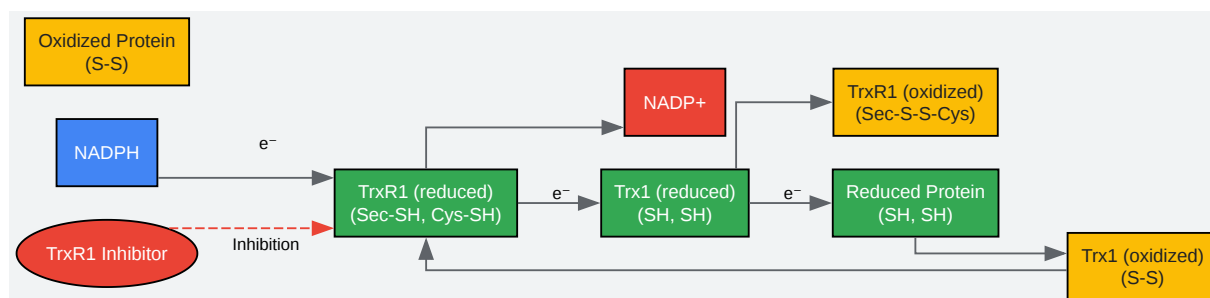 Oxidized Protein
(S-S)
NADPH
e⁻
NADP+
TrxR1 (oxidized)
(Sec-S-S-Cys)
TrxR1 (reduced)
(Sec-SH, Cys-SH)
e⁻
Trx1 (reduced)
(SH, SH)
e⁻
Reduced Protein
(SH, SH)
TrxR1 Inhibitor
Inhibition
Trx1 (oxidized)
(S-S)